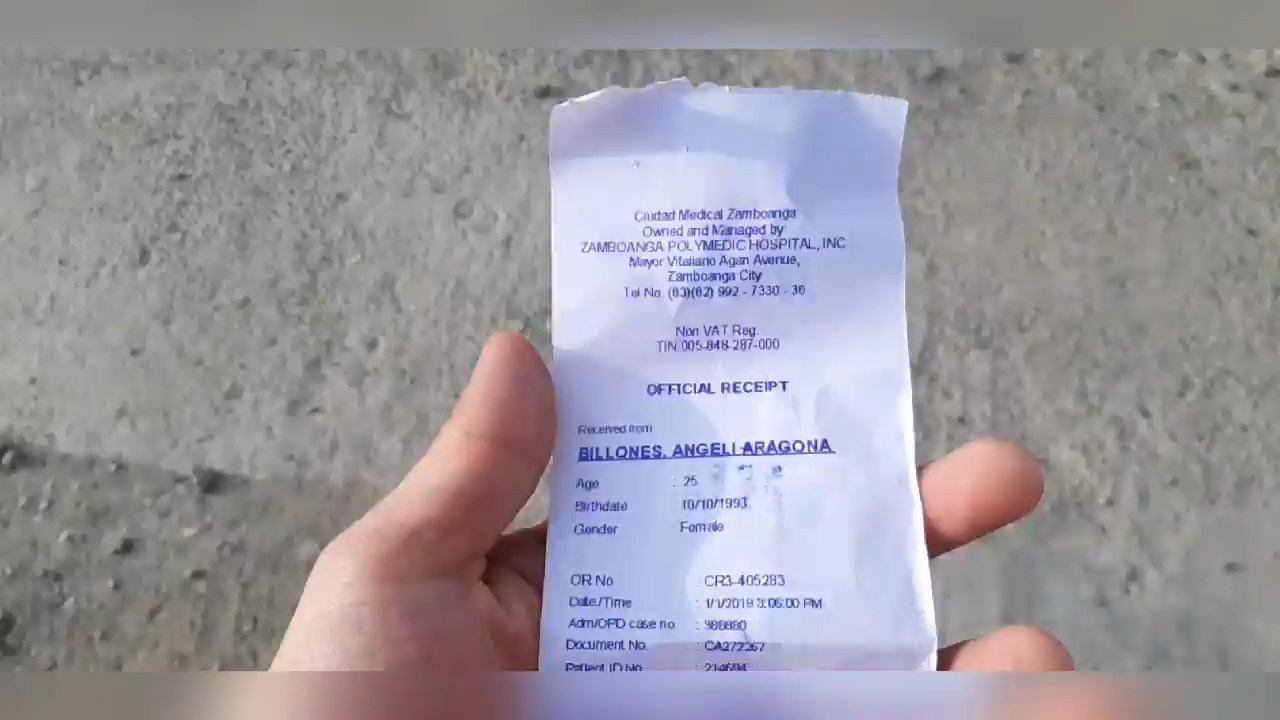 Ciudad Medical Zamboanga
Owned and Managed by
ZAMBOANGA POLYMEDIC HOSPITAL, INC
Mayor Vitaliano Agan Avenue,
Zamboanga City
Tel No. (63)(62) 992 - 7330 - 36
Non VAT Reg.
TIN 005-848-287-000
OFFICIAL RECEIPT
Received from
BILLONES, ANGELI ARAGONA
Age : 25
Birthdate 10/10/1993
Gender Female
OR No : CR3-405283
Date/Time : 1/1/2019 3:06:00 PM
Adm/OPD case no : 986880
Document No. : CA272267
Patient ID No. 214694